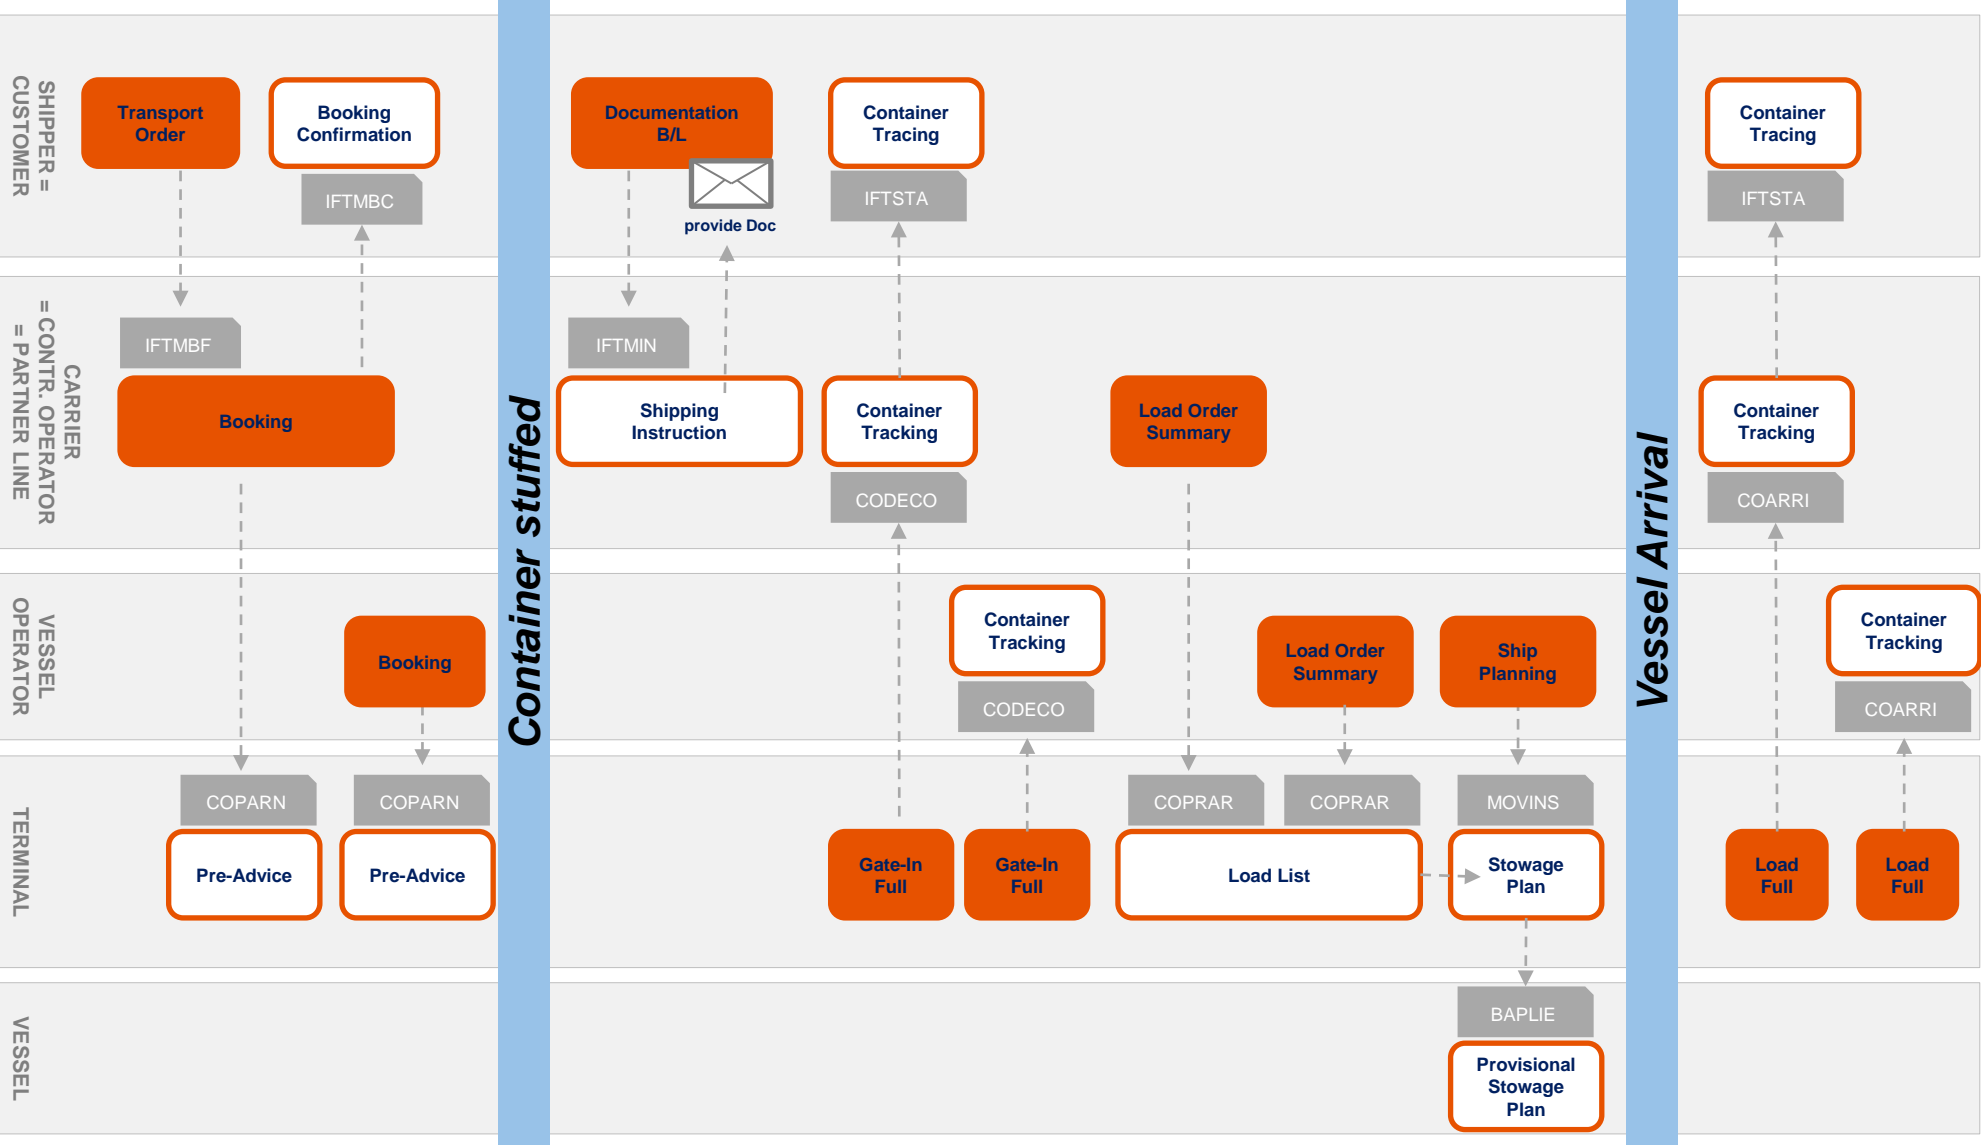 SHIPPER =
CUSTOMER
Transport
Order
Booking
Confirmation
IFTMBC
Documentation
B/L
provide Doc
Container
Tracing
IFTSTA
Container
Tracing
IFTSTA
CARRIER
= CONTR. OPERATOR
= PARTNER LINE
IFTMBF
Booking
IFTMIN
Shipping
Instruction
Container
Tracking
CODECO
Load Order
Summary
Container
Tracking
COARRI
Container stuffed
Vessel Arrival
VESSEL
OPERATOR
Booking
Container
Tracking
CODECO
Load Order
Summary
Ship
Planning
Container
Tracking
COARRI
TERMINAL
COPARN
Pre-Advice
COPARN
Pre-Advice
Gate-In
Full
Gate-In
Full
COPRAR
COPRAR
Load List
MOVINS
Stowage
Plan
Load
Full
Load
Full
VESSEL
BAPLIE
Provisional
Stowage
Plan